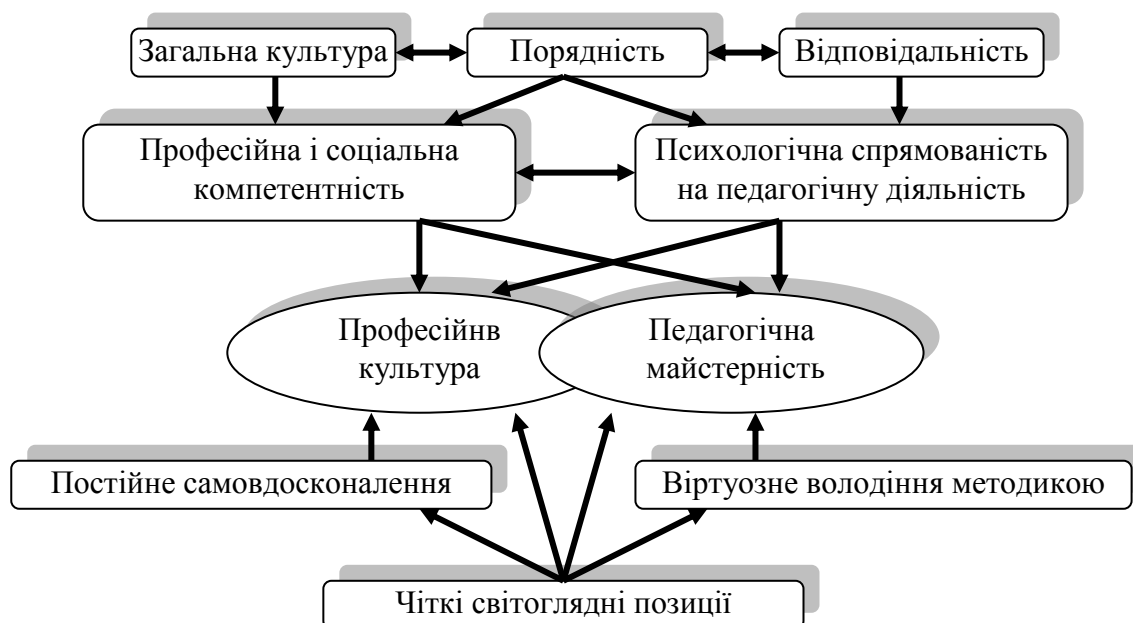 Загальна культура
Порядність
Відповідальність
Професійна і соціальна
компетентність
Психологічна спрямованість
на педагогічну діяльність
Професійнв
культура
Педагогічна
майстерність
Постійне самовдосконалення
Віртуозне володіння методикою
Чіткі світоглядні позиції